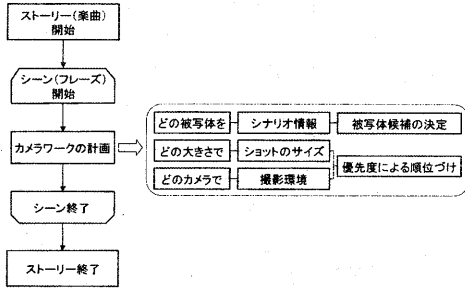 ストーリー(楽曲)
開始
シーン(フレーズ)
開始
カメラワークの計画
シーン終了
ストーリー終了
どの被写体を
シナリオ情報
被写体候補の決定
どの大きさで
ショットのサイズ
どのカメラで
撮影環境
優先度による順位づけ